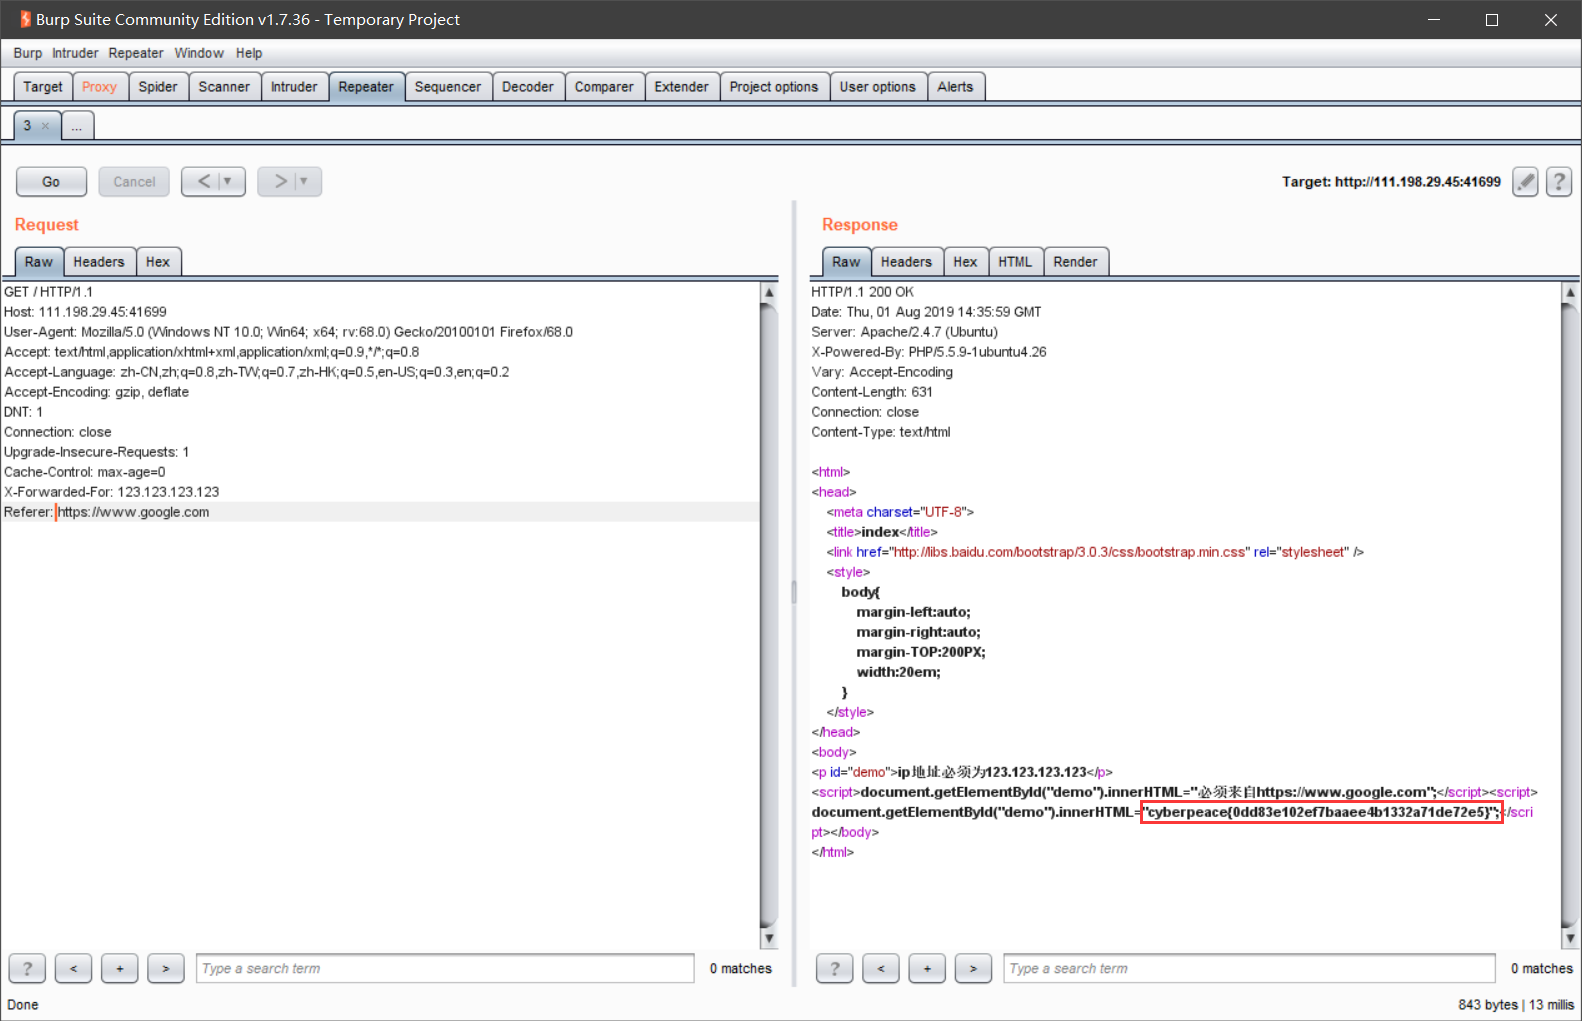 Burp Suite Community Edition v1.7.36 - Temporary Project
Burp Intruder Repeater Window Help
Target Proxy Spider Scanner Intruder Repeater Sequencer Decoder Comparer Extender Project options User options Alerts
3 × ...
Go Cancel < ▼ > ▼
Target: http://111.198.29.45:41699 ?
Request
Raw Headers Hex
GET / HTTP/1.1
Host: 111.198.29.45:41699
User-Agent: Mozilla/5.0 (Windows NT 10.0; Win64; x64; rv:68.0) Gecko/20100101 Firefox/68.0
Accept: text/html,application/xhtml+xml,application/xml;q=0.9,*/*;q=0.8
Accept-Language: zh-CN,zh;q=0.8,zh-TW;q=0.7,zh-HK;q=0.5,en-US;q=0.3,en;q=0.2
Accept-Encoding: gzip, deflate
DNT: 1
Connection: close
Upgrade-Insecure-Requests: 1
Cache-Control: max-age=0
X-Forwarded-For: 123.123.123.123
Referer: https://www.google.com
? < + > Type a search term 0 matches
Response
Raw Headers Hex HTML Render
HTTP/1.1 200 OK
Date: Thu, 01 Aug 2019 14:35:59 GMT
Server: Apache/2.4.7 (Ubuntu)
X-Powered-By: PHP/5.5.9-1ubuntu4.26
Vary: Accept-Encoding
Content-Length: 631
Connection: close
Content-Type: text/html
<html>
<head>
<meta charset="UTF-8">
<title>index</title>
<link href="http://libs.baidu.com/bootstrap/3.0.3/css/bootstrap.min.css" rel="stylesheet" />
<style>
body{
margin-left:auto;
margin-right:auto;
margin-TOP:200PX;
width:20em;
}
</style>
</head>
<body>
<p id="demo">ip地址必须为123.123.123.123</p>
<script>document.getElementById("demo").innerHTML="必须来自https://www.google.com";</script><script>
document.getElementById("demo").innerHTML="cyberpeace{0dd83e102ef7baaee4b1332a71de72e5}";</scri
pt></body>
</html>
? < + > Type a search term 0 matches
Done
843 bytes | 13 millis